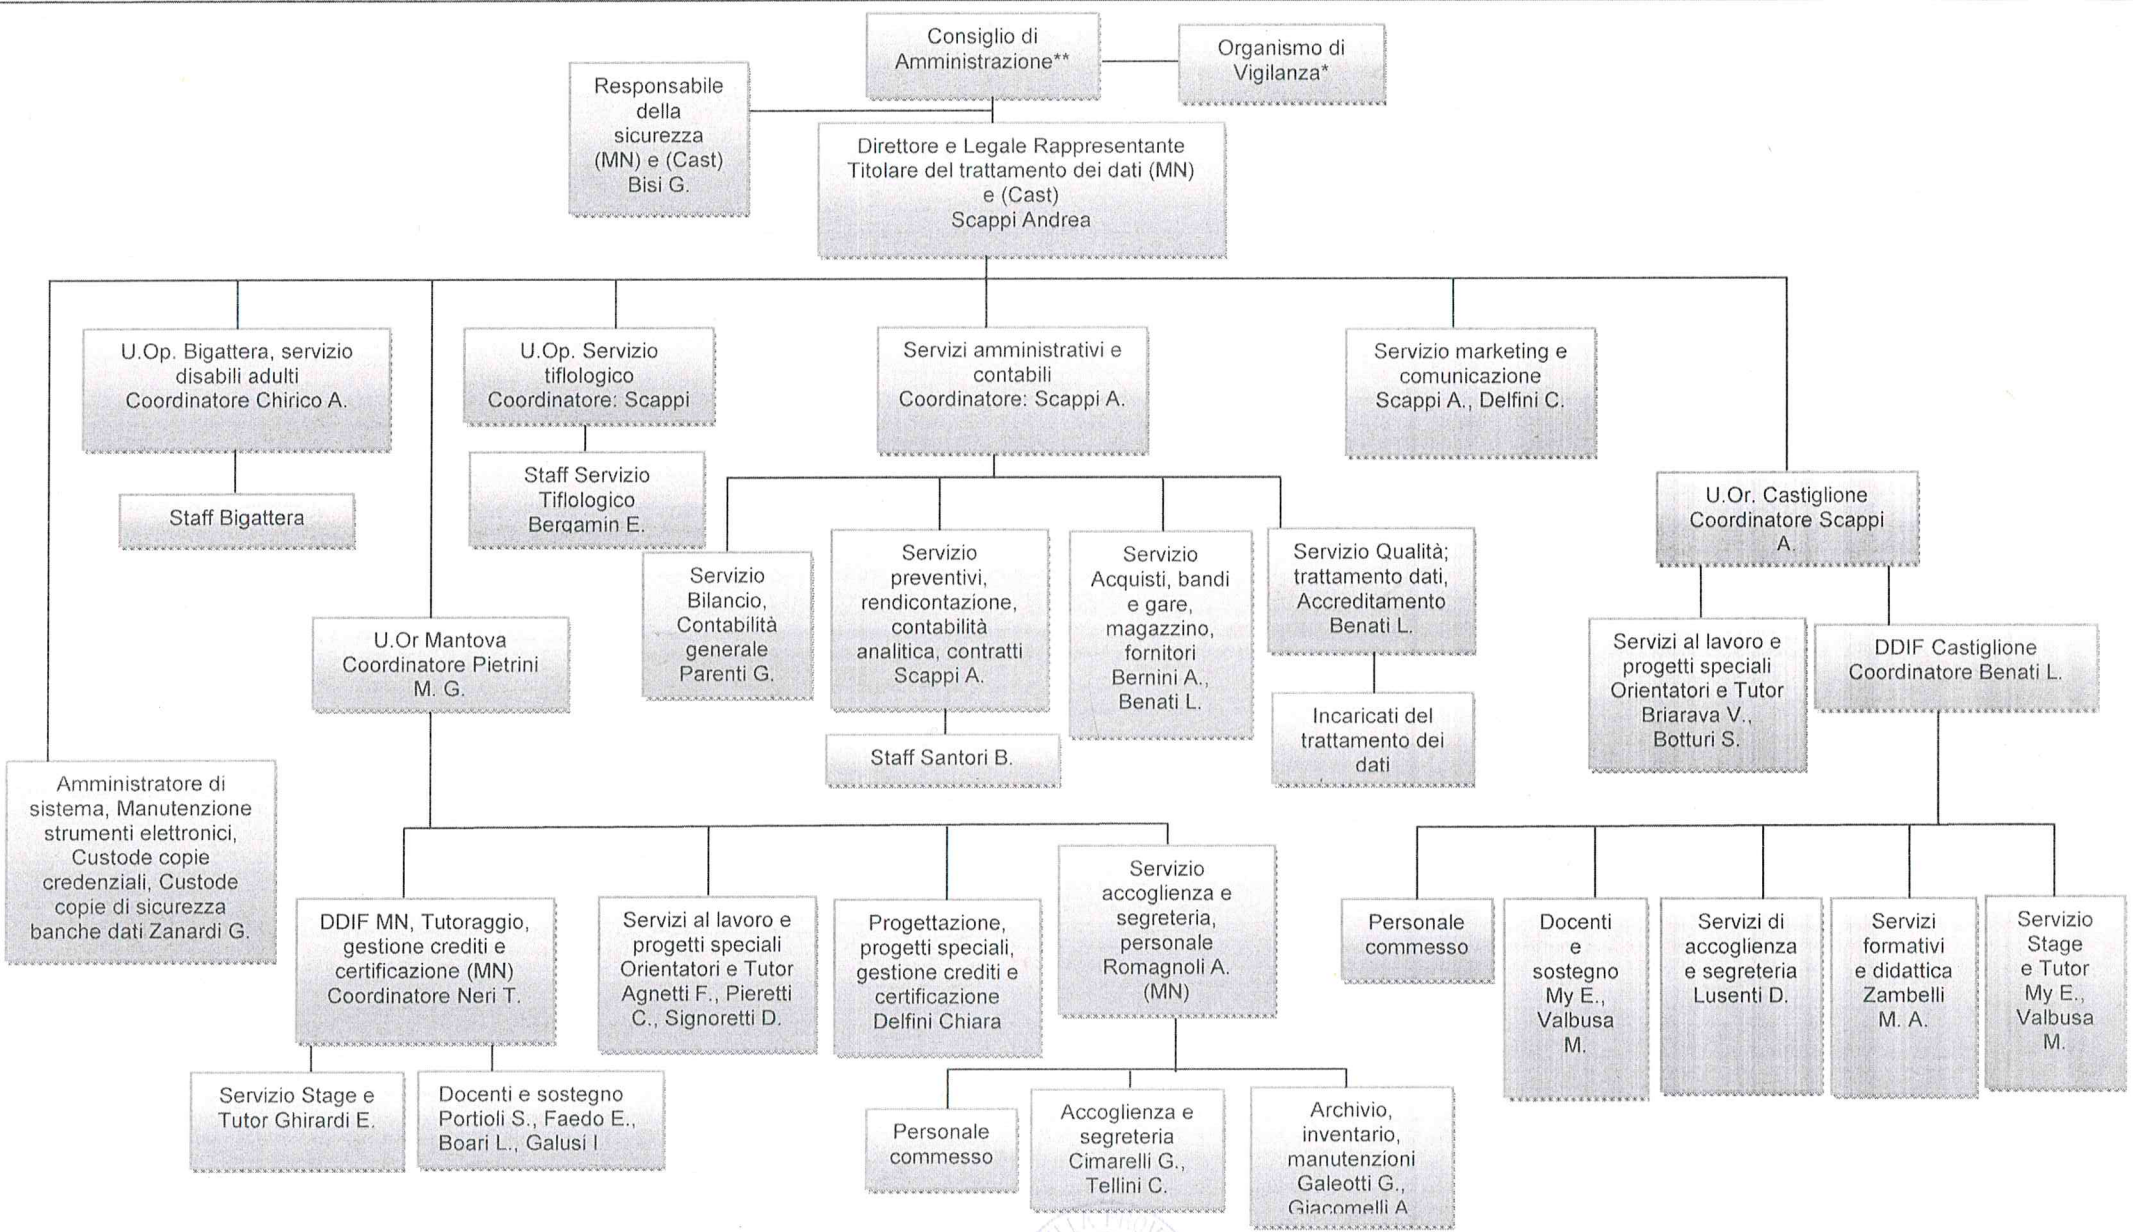 Consiglio di
Amministrazione**
Organismo di
Vigilanza*
Responsabile
della
sicurezza
(MN) e (Cast)
Bisi G.
Direttore e Legale Rappresentante
Titolare del trattamento dei dati (MN)
e (Cast)
Scappi Andrea
U.Op. Bigattera, servizio
disabili adulti
Coordinatore Chirico A.
Staff Bigattera
U.Op. Servizio
tiflologico
Coordinatore: Scappi
Staff Servizio
Tiflologico
Bergamin E.
Servizi amministrativi e
contabili
Coordinatore: Scappi A.
Servizio marketing e
comunicazione
Scappi A., Delfini C.
U.Or. Castiglione
Coordinatore Scappi
A.
Servizio
Bilancio,
Contabilità
generale
Parenti G.
Servizio
preventivi,
rendicontazione,
contabilità
analitica, contratti
Scappi A.
Staff Santori B.
Servizio
Acquisti, bandi
e gare,
magazzino,
fornitori
Bernini A.,
Benati L.
Servizio Qualità;
trattamento dati,
Accreditamento
Benati L.
Incaricati del
trattamento dei
dati
Servizi al lavoro e
progetti speciali
Orientatori e Tutor
Briarava V.,
Botturi S.
DDIF Castiglione
Coordinatore Benati L.
U.Or Mantova
Coordinatore Pietrini
M. G.
Amministratore di
sistema, Manutenzione
strumenti elettronici,
Custode copie
credenziali, Custode
copie di sicurezza
banche dati Zanardi G.
DDIF MN, Tutoraggio,
gestione crediti e
certificazione (MN)
Coordinatore Neri T.
Servizi al lavoro e
progetti speciali
Orientatori e Tutor
Agnetti F., Pieretti
C., Signoretti D.
Progettazione,
progetti speciali,
gestione crediti e
certificazione
Delfini Chiara
Servizio
accoglienza e
segreteria,
personale
Romagnoli A.
(MN)
Personale
commesso
Docenti
e
sostegno
My E.,
Valbusa
M.
Servizi di
accoglienza
e segreteria
Lusenti D.
Servizi
formativi
e didattica
Zambelli
M. A.
Servizio
Stage
e Tutor
My E.,
Valbusa
M.
Servizio Stage e
Tutor Ghirardi E.
Docenti e sostegno
Portioli S., Faedo E.,
Boari L., Galusi I
Personale
commesso
Accoglienza e
segreteria
Cimarelli G.,
Tellini C.
Archivio,
inventario,
manutenzioni
Galeotti G.,
Giacomelli A